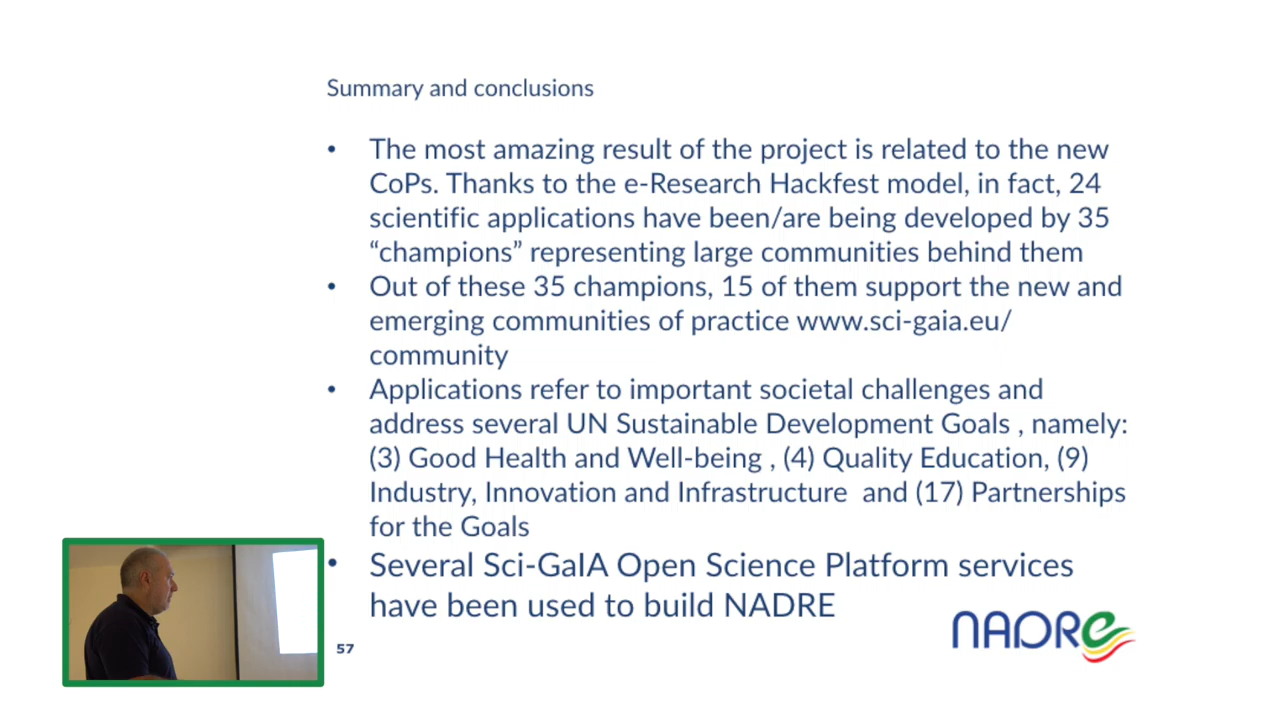 Summary and conclusions
• The most amazing result of the project is related to the new
CoPs. Thanks to the e-Research Hackfest model, in fact, 24
scientific applications have been/are being developed by 35
“champions” representing large communities behind them
• Out of these 35 champions, 15 of them support the new and
emerging communities of practice www.sci-gaia.eu/
community
• Applications refer to important societal challenges and
address several UN Sustainable Development Goals , namely:
(3) Good Health and Well-being , (4) Quality Education, (9)
Industry, Innovation and Infrastructure and (17) Partnerships
for the Goals
• Several Sci-GaIA Open Science Platform services
have been used to build NADRE
NADRe
57